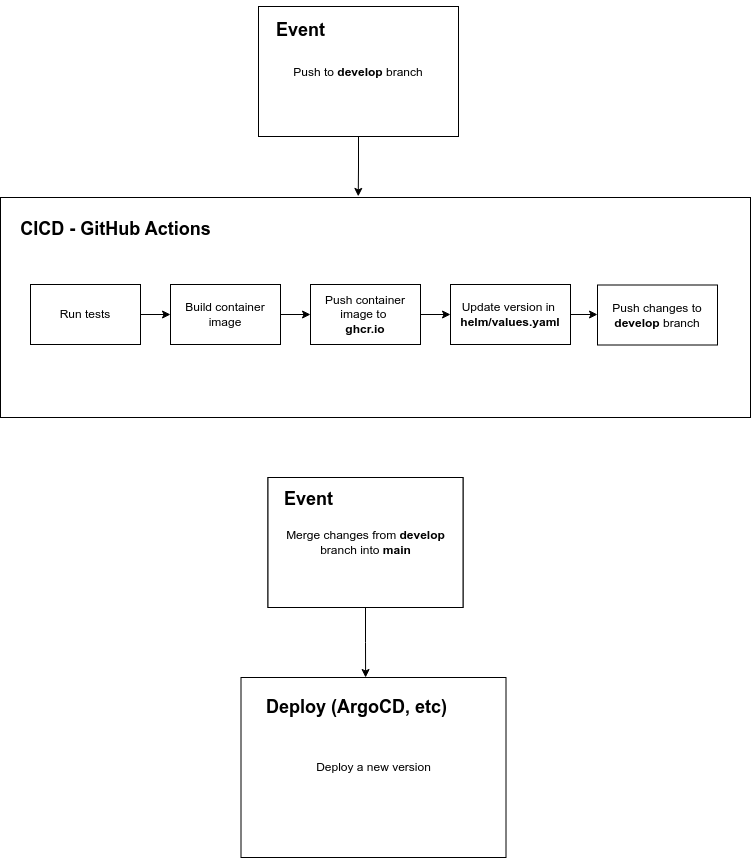 Event
Push to develop branch
CICD - GitHub Actions
Run tests
Build container
image
Push container
image to
ghcr.io
Update version in
helm/values.yaml
Push changes to
develop branch
Event
Merge changes from develop
branch into main
Deploy (ArgoCD, etc)
Deploy a new version